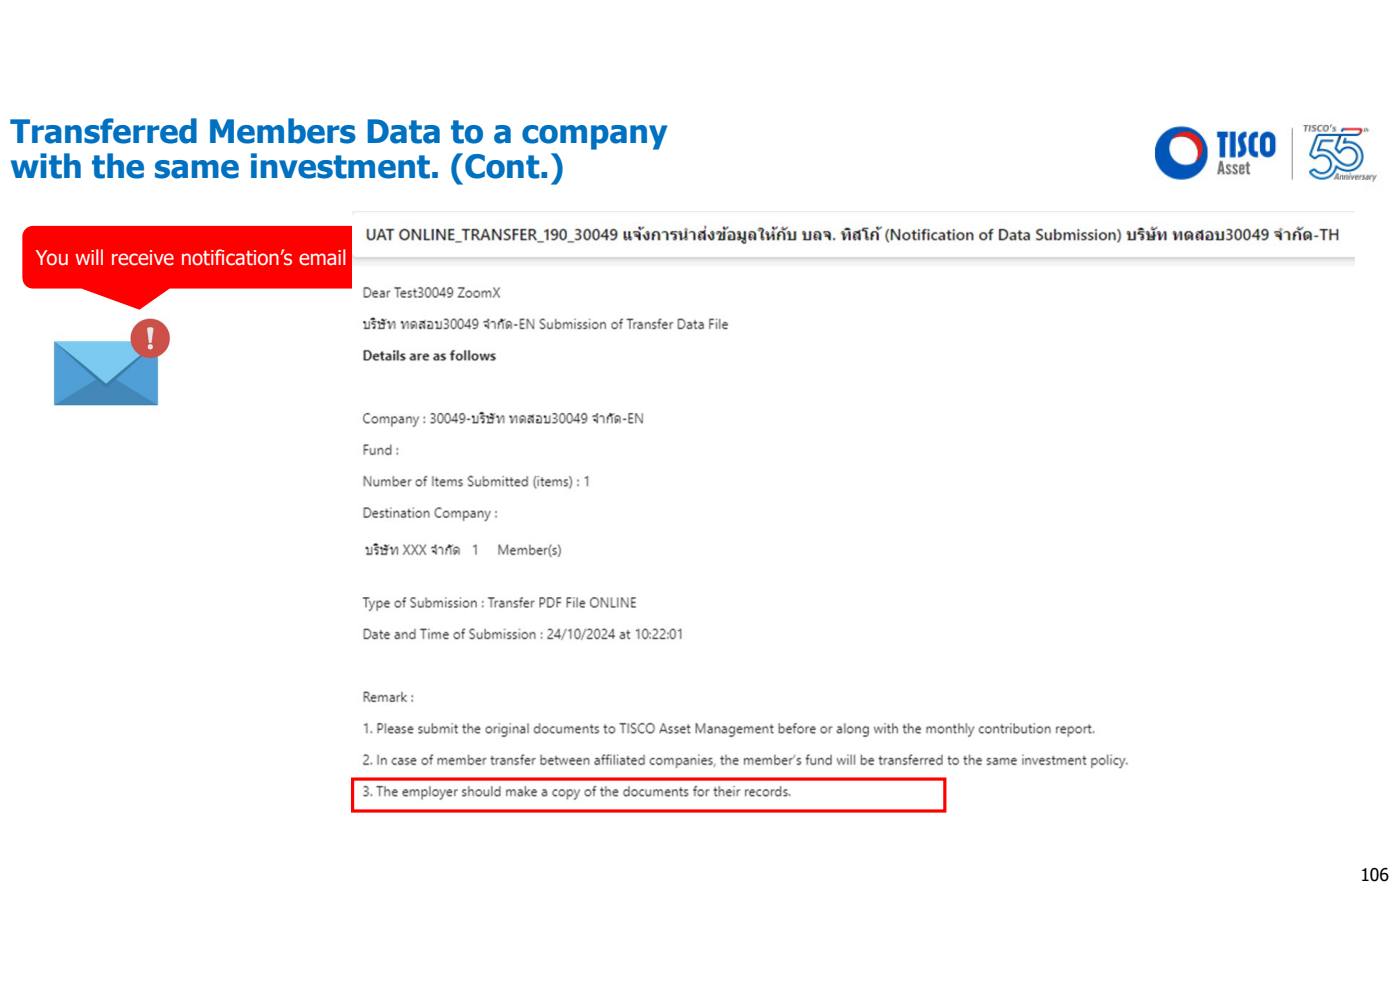 Transferred Members Data to a company
with the same investment. (Cont.)
TISCO
Asset
TISCO's
55th
Anniversary
You will receive notification's email
!
UAT ONLINE_TRANSFER_190_30049 แจ้งการนำส่งข้อมูลให้กับ บลจ. ทิสโก้ (Notification of Data Submission) บริษัท ทดสอบ30049 จำกัด-TH
Dear Test30049 ZoomX
บริษัท ทดสอบ30049 จำกัด-EN Submission of Transfer Data File
Details are as follows
Company : 30049-บริษัท ทดสอบ30049 จำกัด-EN
Fund :
Number of Items Submitted (items) : 1
Destination Company :
บริษัท XXX จำกัด 1 Member(s)
Type of Submission : Transfer PDF File ONLINE
Date and Time of Submission : 24/10/2024 at 10:22:01
Remark :
1. Please submit the original documents to TISCO Asset Management before or along with the monthly contribution report.
2. In case of member transfer between affiliated companies, the member's fund will be transferred to the same investment policy.
3. The employer should make a copy of the documents for their records.
106